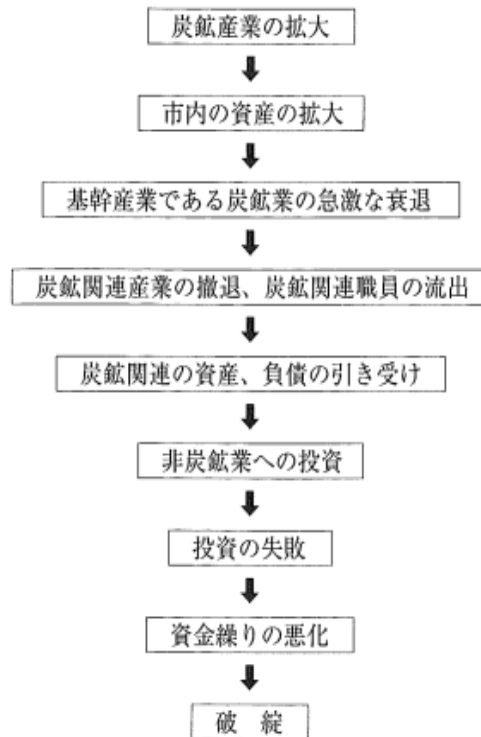 炭鉱産業の拡大
市内の資産の拡大
基幹産業である炭鉱業の急激な衰退
炭鉱関連産業の撤退、炭鉱関連職員の流出
炭鉱関連の資産、負債の引き受け
非炭鉱業への投資
投資の失敗
資金繰りの悪化
破　綻